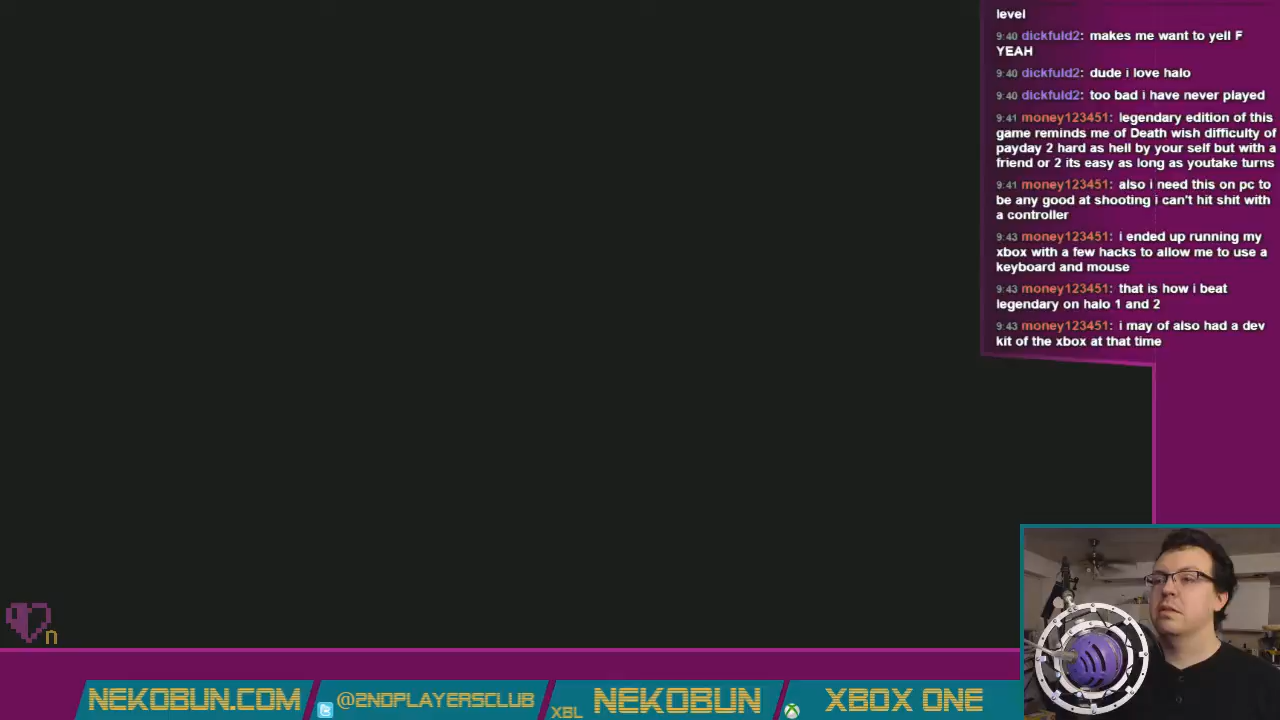 level
9:40 dickfuld2: makes me want to yell F
YEAH
9:40 dickfuld2: dude i love halo
9:40 dickfuld2: too bad i have never played
9:41 money123451: legendary edition of this
game reminds me of Death wish difficulty of
payday 2 hard as hell by your self but with a
friend or 2 its easy as long as youtake turns
9:41 money123451: also i need this on pc to
be any good at shooting i can't hit shit with
a controller
9:43 money123451: i ended up running my
xbox with a few hacks to allow me to use a
keyboard and mouse
9:43 money123451: that is how i beat
legendary on halo 1 and 2
9:43 money123451: i may of also had a dev
kit of the xbox at that time
n
NEKOBUN.COM @2NDPLAYERSCLUB XBL NEKOBUN XBOX ONE